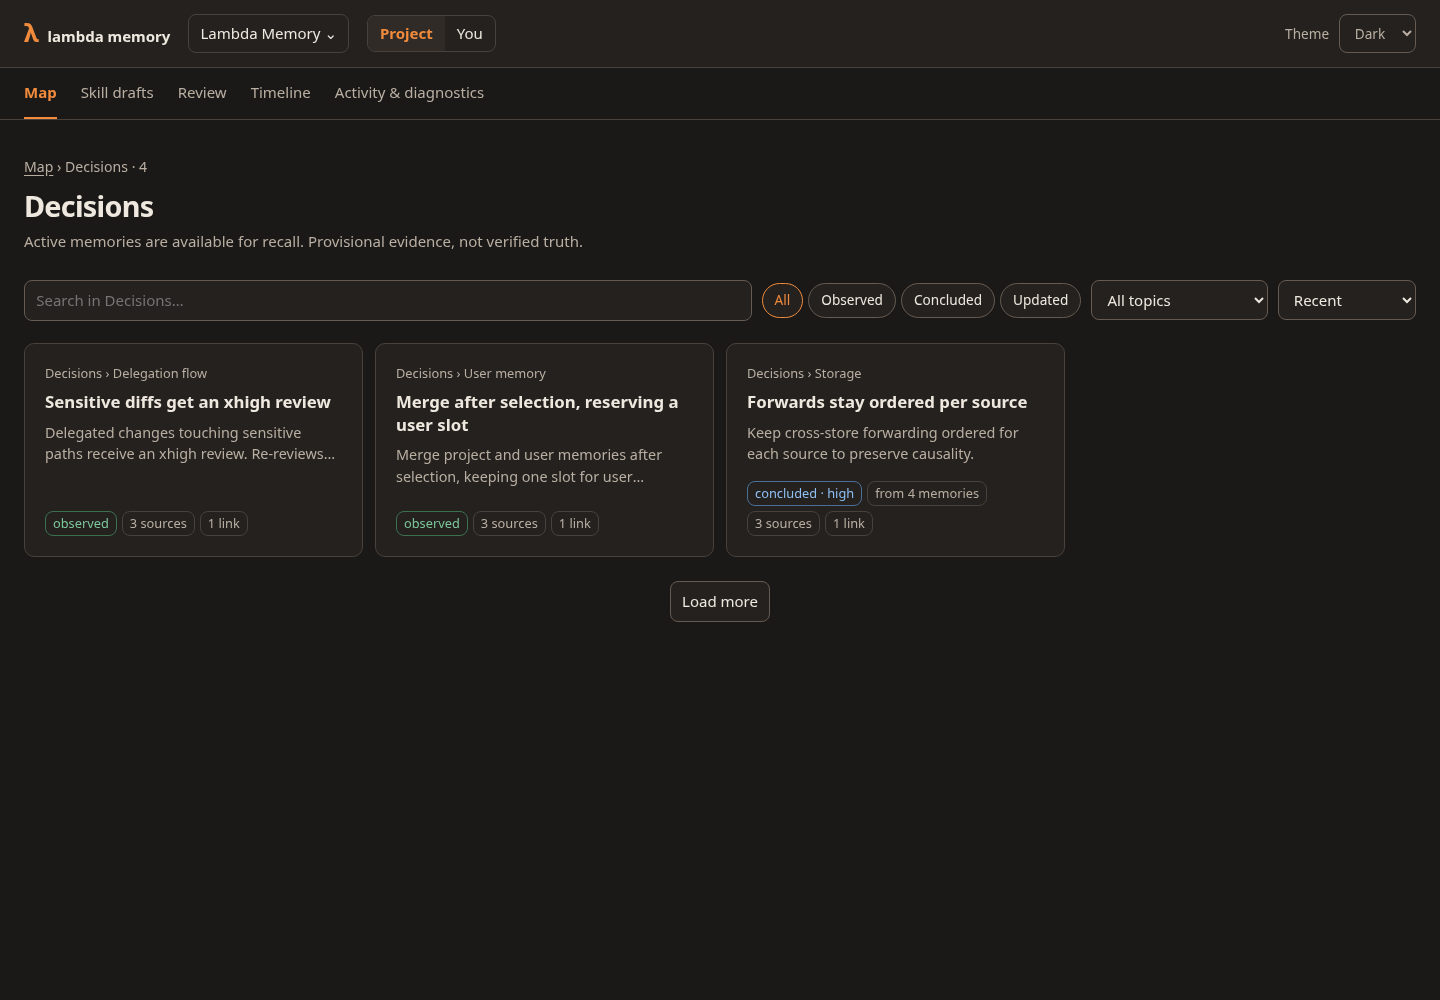 λ lambda memory
Lambda Memory
Project
You
Theme
Dark
Map
Skill drafts
Review
Timeline
Activity & diagnostics
Map › Decisions · 4
Decisions
Active memories are available for recall. Provisional evidence, not verified truth.
Search in Decisions...
All
Observed
Concluded
Updated
All topics
Recent
Decisions › Delegation flow
Sensitive diffs get an xhigh review
Delegated changes touching sensitive
paths receive an xhigh review. Re-reviews...
observed
3 sources
1 link
Decisions › User memory
Merge after selection, reserving a
user slot
Merge project and user memories after
selection, keeping one slot for user...
observed
3 sources
1 link
Decisions › Storage
Forwards stay ordered per source
Keep cross-store forwarding ordered for
each source to preserve causality.
concluded · high
from 4 memories
3 sources
1 link
Load more